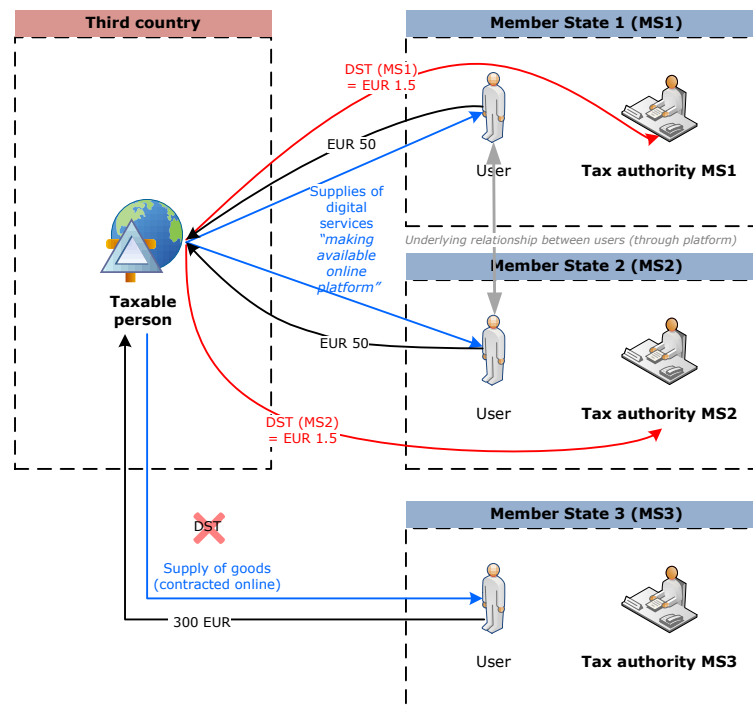 Third country
Member State 1 (MS1)
DST (MS1)
= EUR 1.5
EUR 50
User
Tax authority MS1
Supplies of
digital
services
“making
available
online
platform”
Underlying relationship between users (through platform)
Member State 2 (MS2)
Taxable
person
EUR 50
User
Tax authority MS2
DST (MS2)
= EUR 1.5
Member State 3 (MS3)
DST
Supply of goods
(contracted online)
300 EUR
User
Tax authority MS3